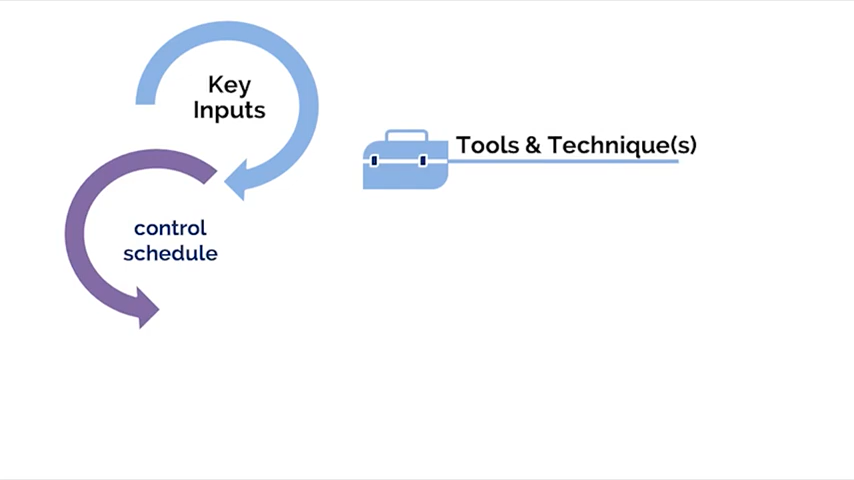 Key
Inputs
Tools & Technique(s)
control
schedule